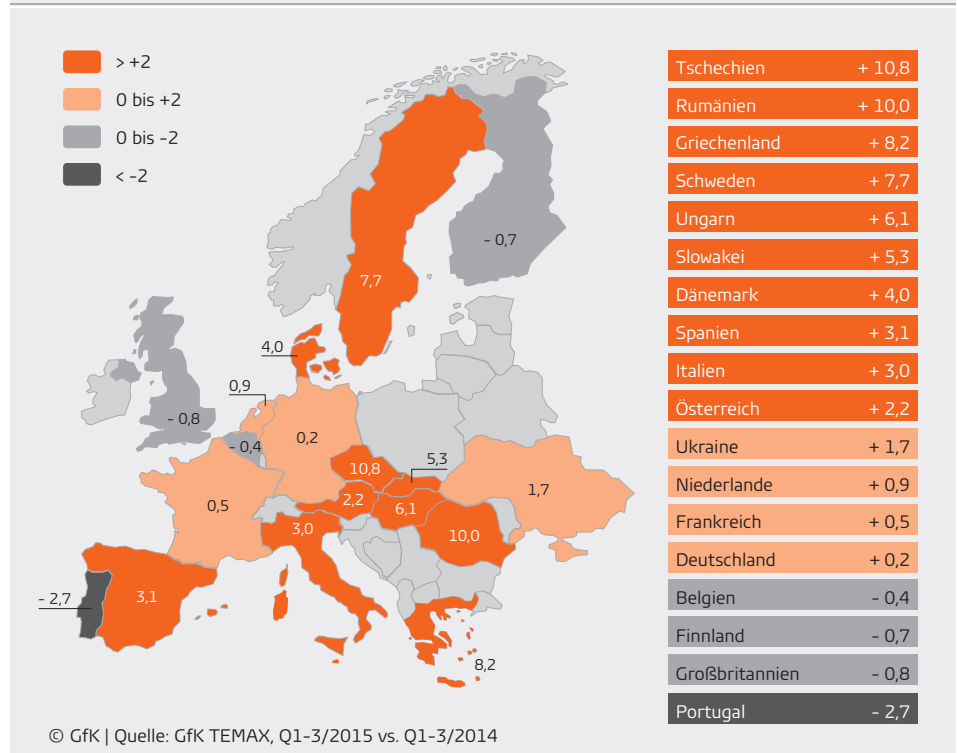 > +2
0 bis +2
0 bis -2
< -2
- 0,7
7,7
4,0
0,9
- 0,8
- 0,4
0,2
5,3
10,8
0,5
2,2
6,1
1,7
3,0
10,0
- 2,7
3,1
8,2
Tschechien + 10,8
Rumänien + 10,0
Griechenland + 8,2
Schweden + 7,7
Ungarn + 6,1
Slowakei + 5,3
Dänemark + 4,0
Spanien + 3,1
Italien + 3,0
Österreich + 2,2
Ukraine + 1,7
Niederlande + 0,9
Frankreich + 0,5
Deutschland + 0,2
Belgien - 0,4
Finnland - 0,7
Großbritannien - 0,8
Portugal - 2,7
© GfK | Quelle: GfK TEMAX, Q1-3/2015 vs. Q1-3/2014